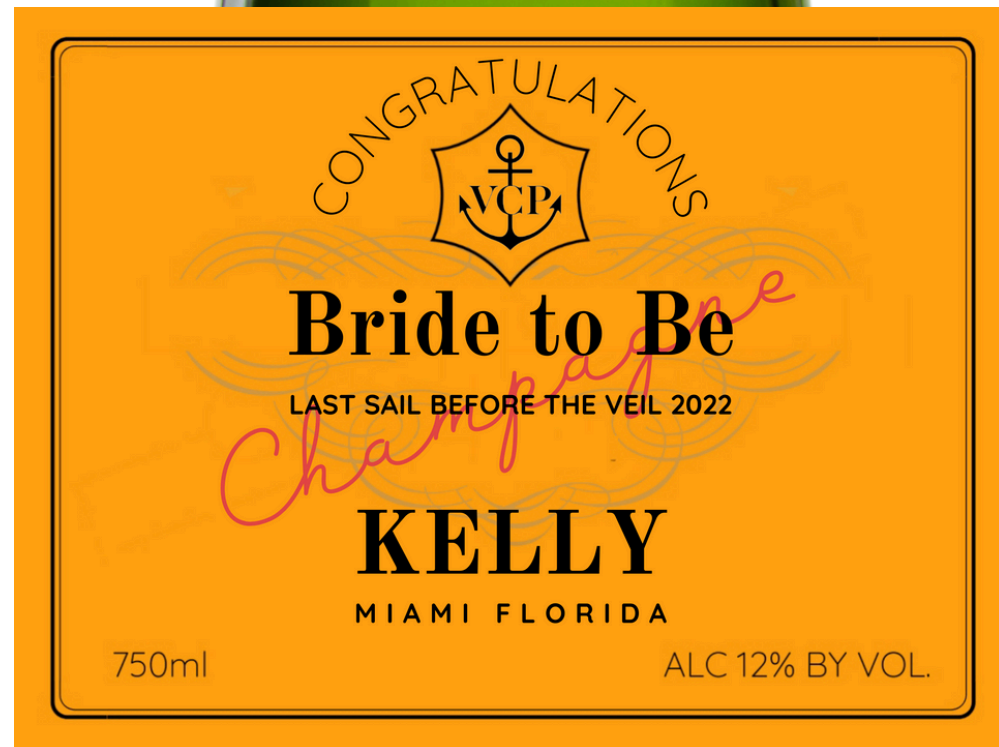 CONGRATULATIONS
VCP
Bride to Be
Champagne
LAST SAIL BEFORE THE VEIL 2022
KELLY
MIAMI FLORIDA
750ml
ALC 12% BY VOL.